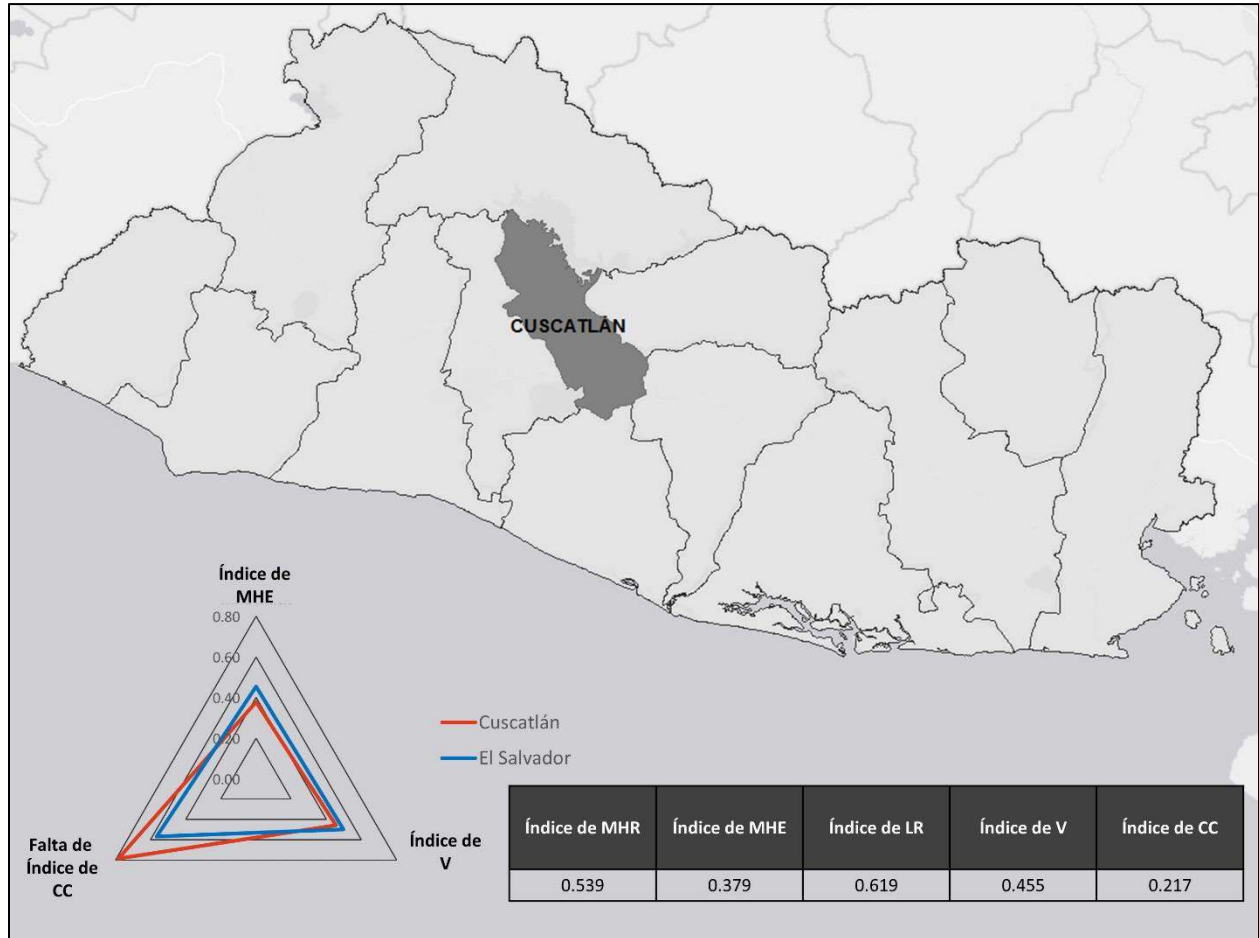 CUSCATLÁN
Índice de
MHE
0.80
0.60
0.40
0.20
0.00
Falta de
Índice de
CC
Índice de
V
Cuscatlán
El Salvador
Índice de MHR Índice de MHE Índice de LR Índice de V Índice de CC
0.539 0.379 0.619 0.455 0.217